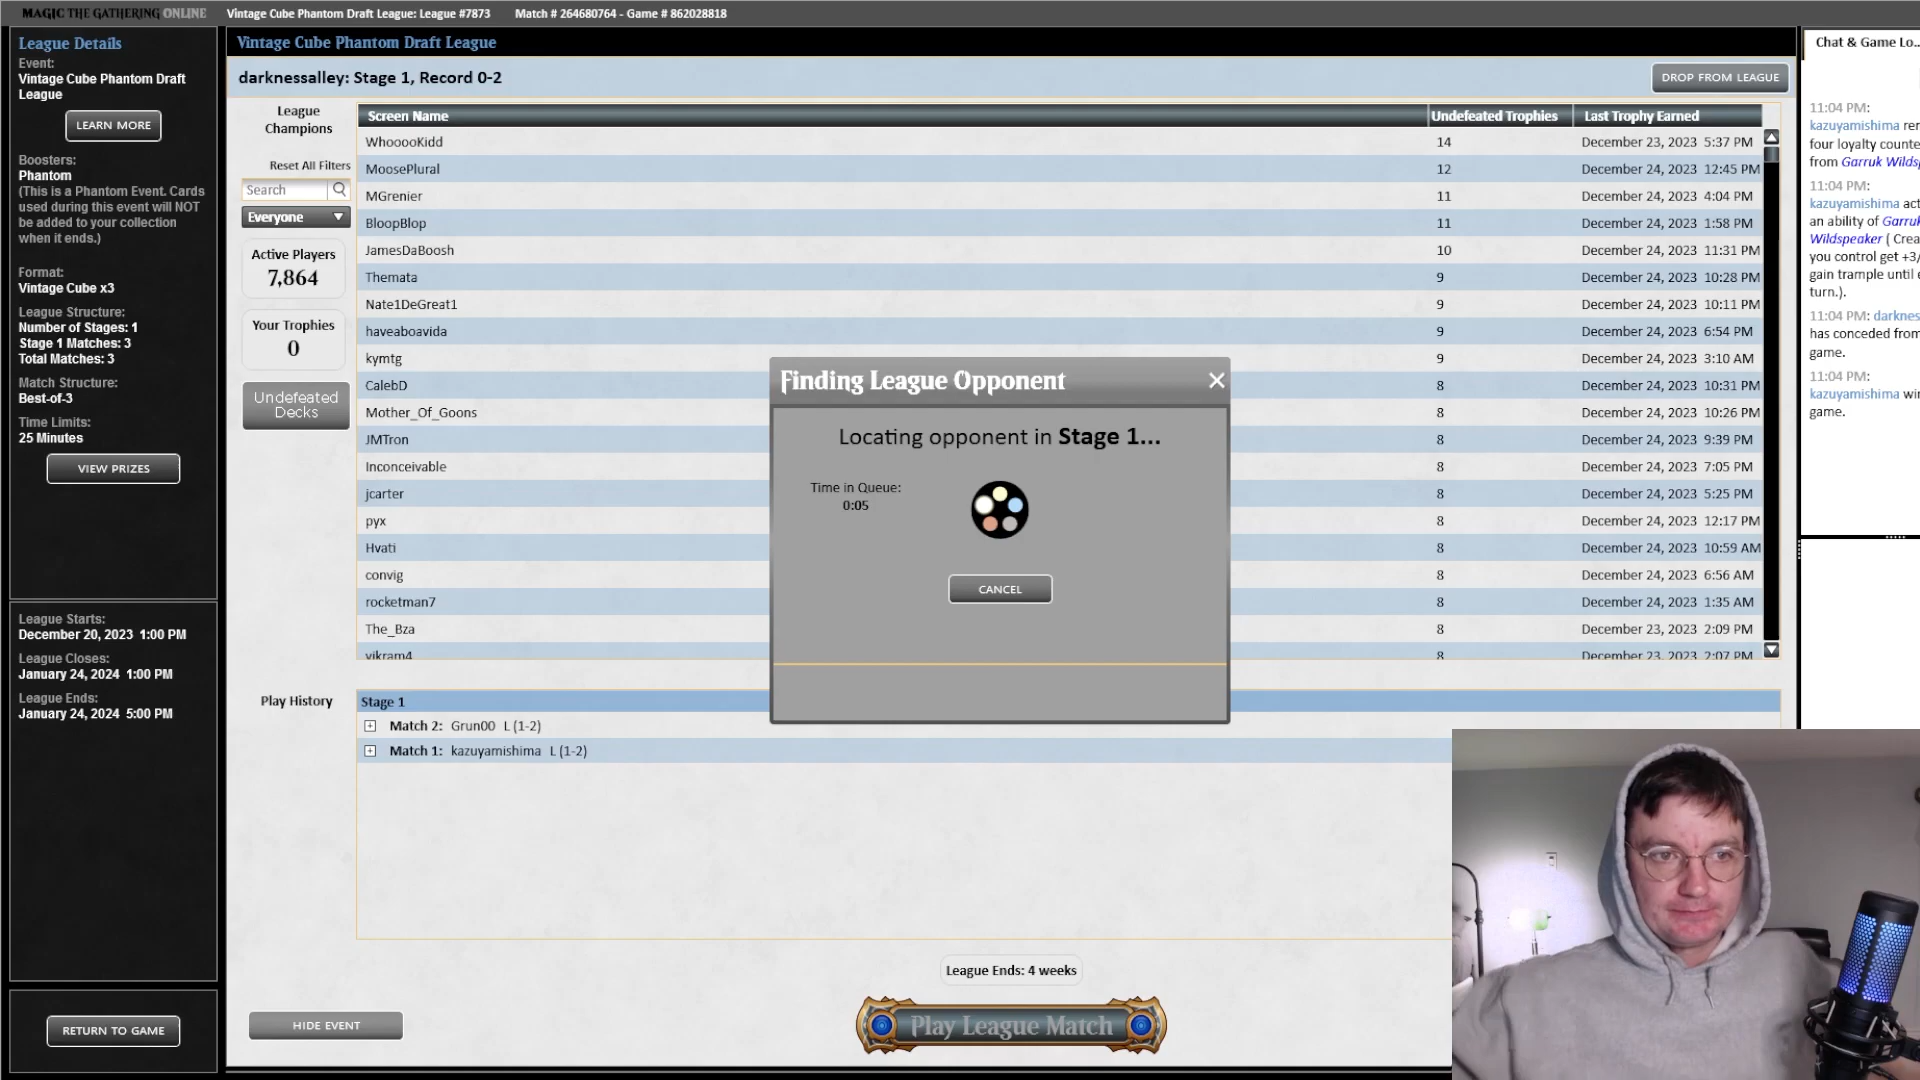 MAGIC THE GATHERING ONLINE
Vintage Cube Phantom Draft League: League #7873
Match # 264680764 - Game # 862028818
League Details
Event:
Vintage Cube Phantom Draft
League
LEARN MORE
Boosters:
Phantom
(This is a Phantom Event. Cards
used during this event will NOT
be added to your collection
when it ends.)
Format:
Vintage Cube x3
League Structure:
Number of Stages: 1
Stage 1 Matches: 3
Total Matches: 3
Match Structure:
Best-of-3
Time Limits:
25 Minutes
VIEW PRIZES
League Starts:
December 20, 2023 1:00 PM
League Closes:
January 24, 2024 1:00 PM
League Ends:
January 24, 2024 5:00 PM
RETURN TO GAME
Vintage Cube Phantom Draft League
darknessalley: Stage 1, Record 0-2
DROP FROM LEAGUE
League
Champions
Reset All Filters
Search
Everyone
Active Players
7,864
Your Trophies
0
Undefeated
Decks
Screen Name Undefeated Trophies Last Trophy Earned
WhooooKidd 14 December 23, 2023 5:37 PM
MoosePlural 12 December 24, 2023 12:45 PM
MGrenier 11 December 24, 2023 4:04 PM
BloopBlop 11 December 24, 2023 1:58 PM
JamesDaBoosh 10 December 24, 2023 11:31 PM
Themata 9 December 24, 2023 10:28 PM
Nate1DeGreat1 9 December 24, 2023 10:11 PM
haveaboavida 9 December 24, 2023 6:54 PM
kymtg 9 December 24, 2023 3:10 AM
CalebD 8 December 24, 2023 10:31 PM
Mother_Of_Goons 8 December 24, 2023 10:26 PM
JMTron 8 December 24, 2023 9:39 PM
Inconceivable 8 December 24, 2023 7:05 PM
jcarter 8 December 24, 2023 5:25 PM
pyx 8 December 24, 2023 12:17 PM
Hvati 8 December 24, 2023 10:59 AM
convig 8 December 24, 2023 6:56 AM
rocketman7 8 December 24, 2023 1:35 AM
The_Bza 8 December 23, 2023 2:09 PM
vikram4 8 December 23, 2023 2:07 PM
Finding League Opponent
Locating opponent in Stage 1...
Time in Queue:
0:05
CANCEL
Play History
Stage 1
Match 2: Grun00 L (1-2)
Match 1: kazuyamishima L (1-2)
League Ends: 4 weeks
HIDE EVENT
Play League Match
Chat & Game Lo...
11:04 PM:
kazuyamishima rer
four loyalty counte
from Garruk Wildsp
11:04 PM:
kazuyamishima act
an ability of Garruk
Wildspeaker ( Crea
you control get +3/
gain trample until e
turn.).
11:04 PM: darknes
has conceded from
game.
11:04 PM:
kazuyamishima win
game.